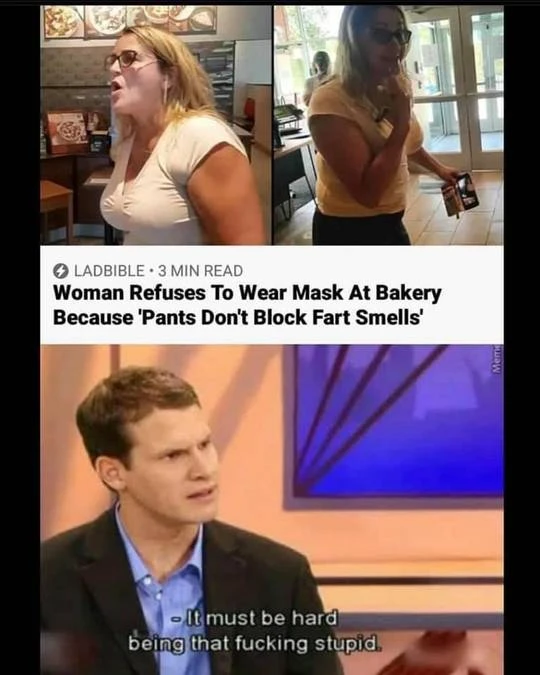 LADBIBLE • 3 MIN READ
Woman Refuses To Wear Mask At Bakery
Because 'Pants Don't Block Fart Smells'
Meme
- It must be hard
being that fucking stupid.